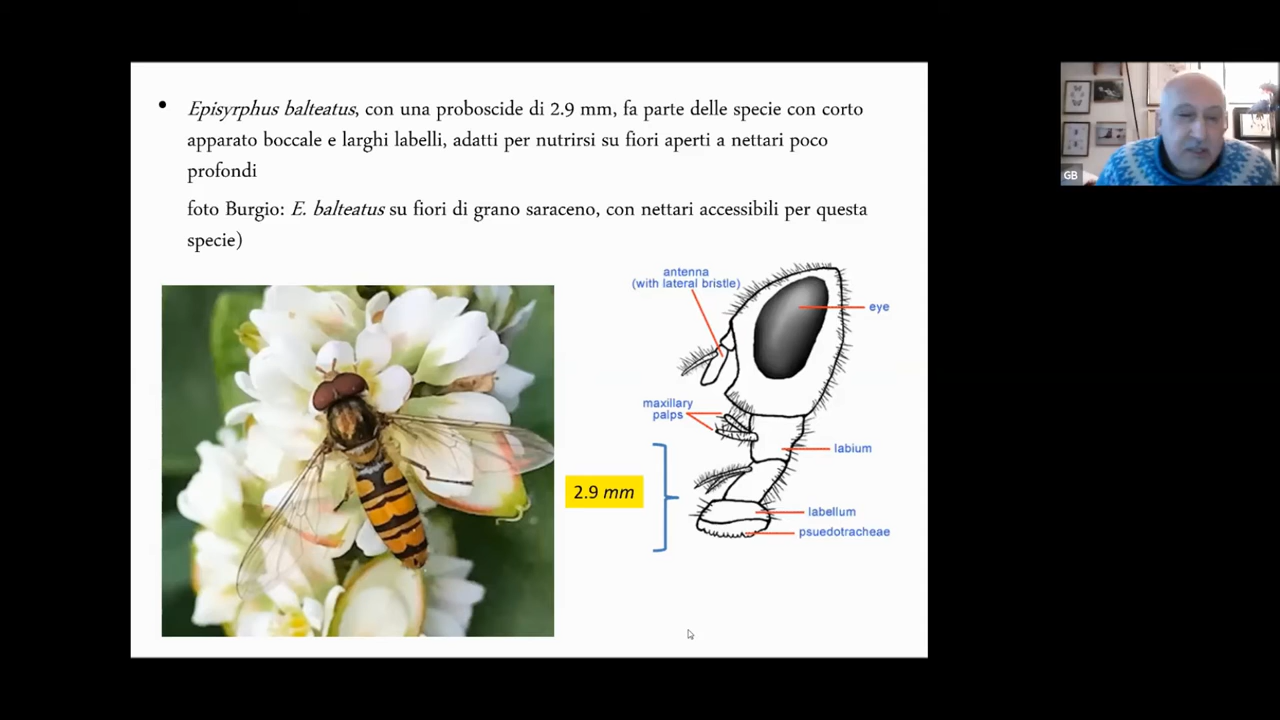 • Episyrphus balteatus, con una proboscide di 2.9 mm, fa parte delle specie con corto
apparato boccale e larghi labelli, adatti per nutrirsi su fiori aperti a nettari poco
profondi
foto Burgio: E. balteatus su fiori di grano saraceno, con nettari accessibili per questa
specie)
antenna
(with lateral bristle)
eye
maxillary
palps
labium
2.9 mm
labellum
psuedotracheae
GB